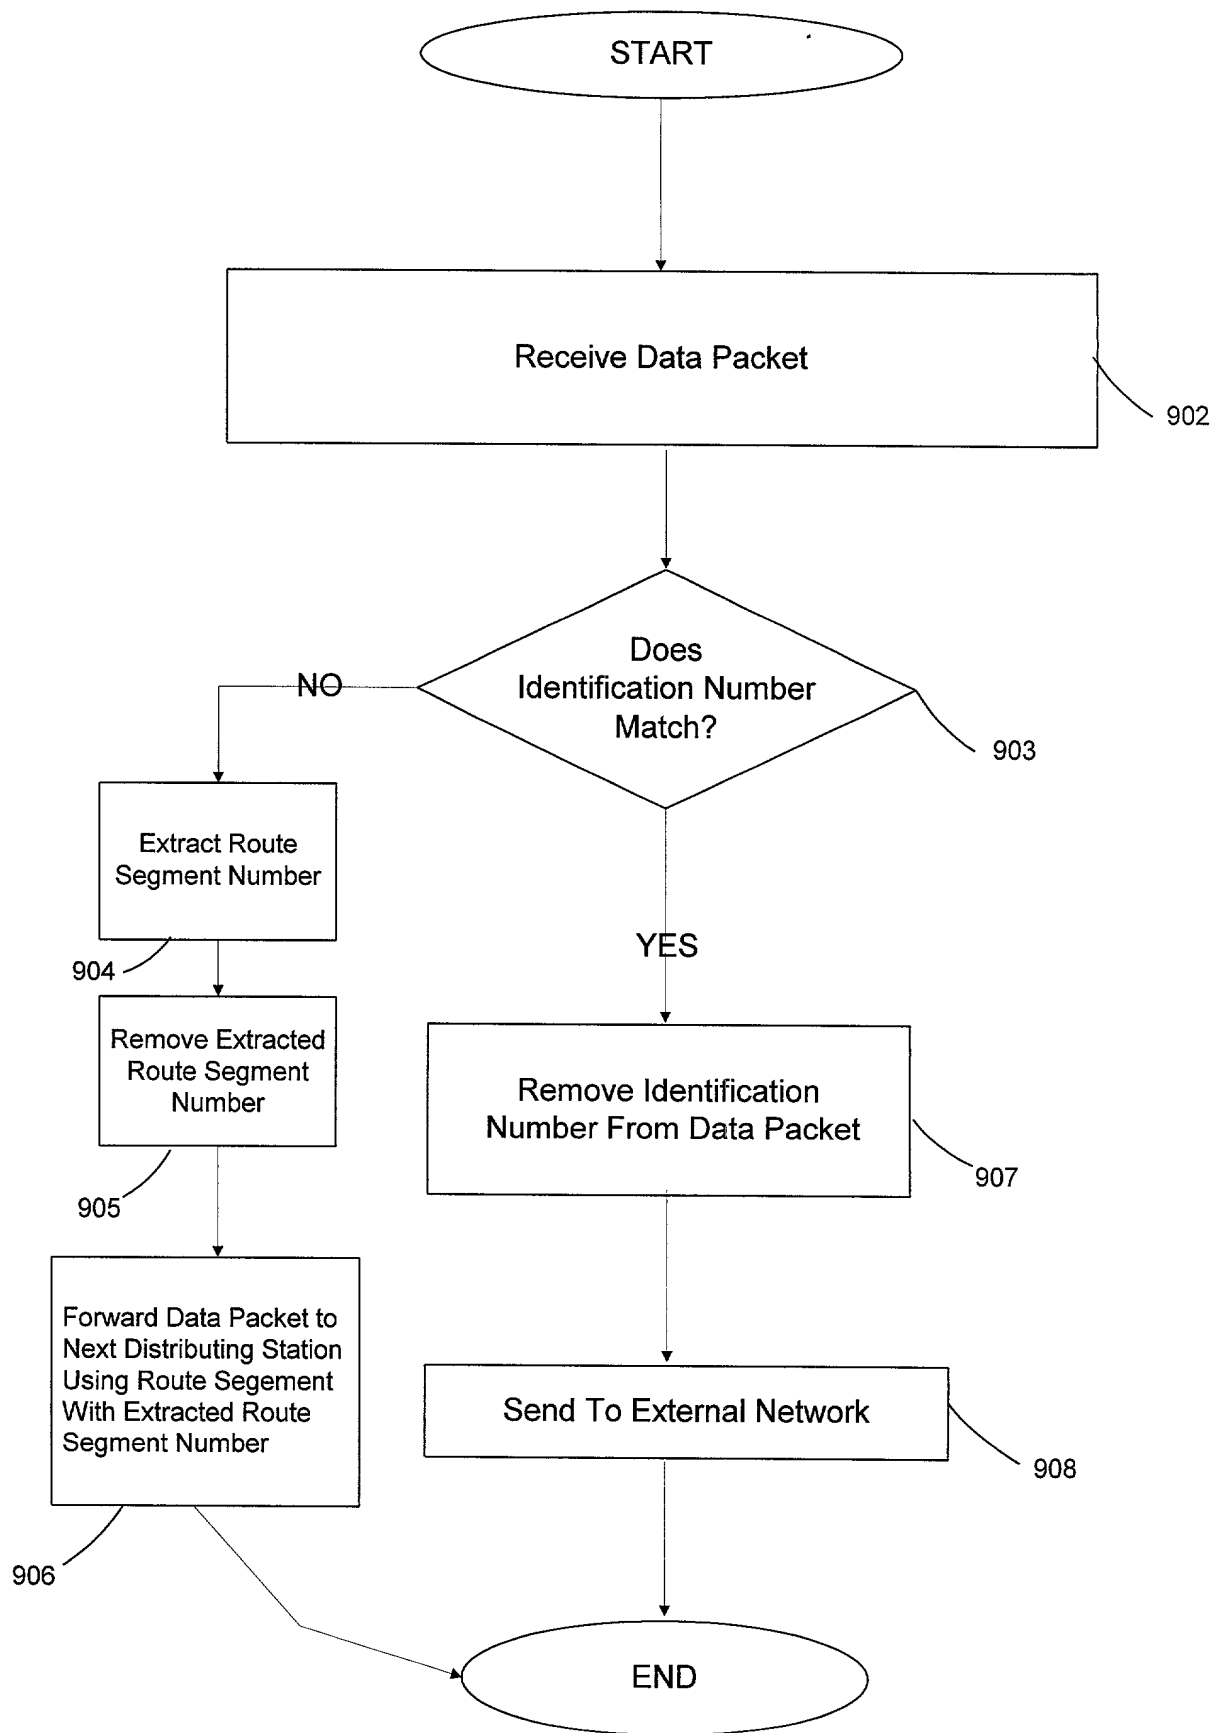 START
Receive Data Packet
902
Does
Identification Number
Match?
903
NO
Extract Route
Segment Number
904
YES
Remove Extracted
Route Segment
Number
905
Remove Identification
Number From Data Packet
907
Forward Data Packet to
Next Distributing Station
Using Route Segement
With Extracted Route
Segment Number
906
Send To External Network
908
END